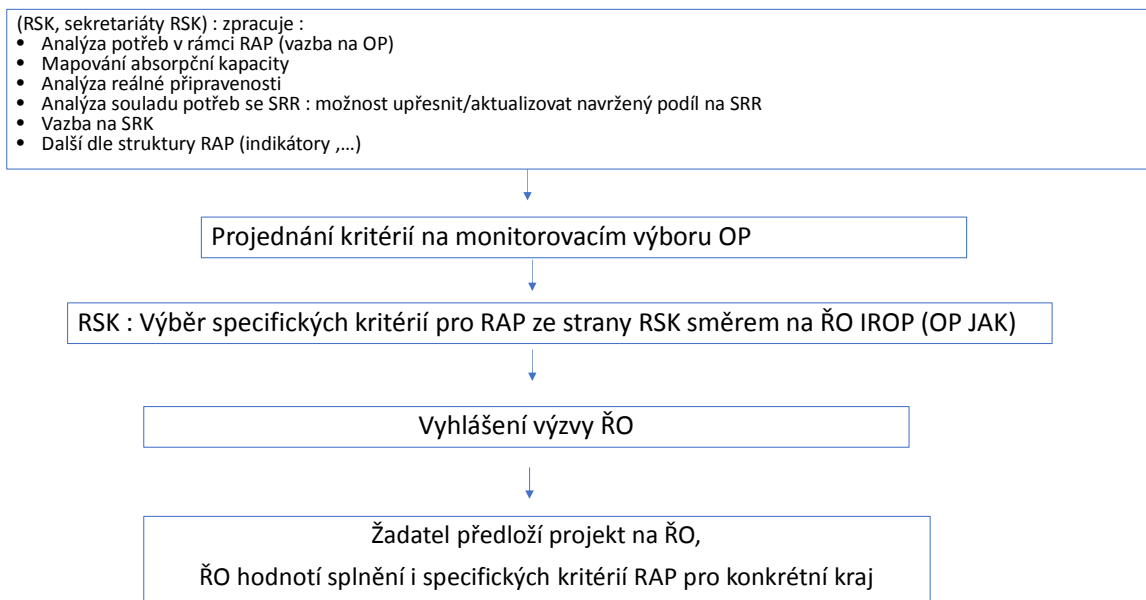 (RSK, sekretariáty RSK) : zpracuje :
• Analýza potřeb v rámci RAP (vazba na OP)
• Mapování absorpční kapacity
• Analýza reálné připravenosti
• Analýza souladu potřeb se SRR : možnost upřesnit/aktualizovat navržený podíl na SRR
• Vazba na SRK
• Další dle struktury RAP (indikátory ,...)
Projednání kritérií na monitorovacím výboru OP
RSK : Výběr specifických kritérií pro RAP ze strany RSK směrem na ŘO IROP (OP JAK)
Vyhlášení výzvy ŘO
Žadatel předloží projekt na ŘO,
ŘO hodnotí splnění i specifických kritérií RAP pro konkrétní kraj